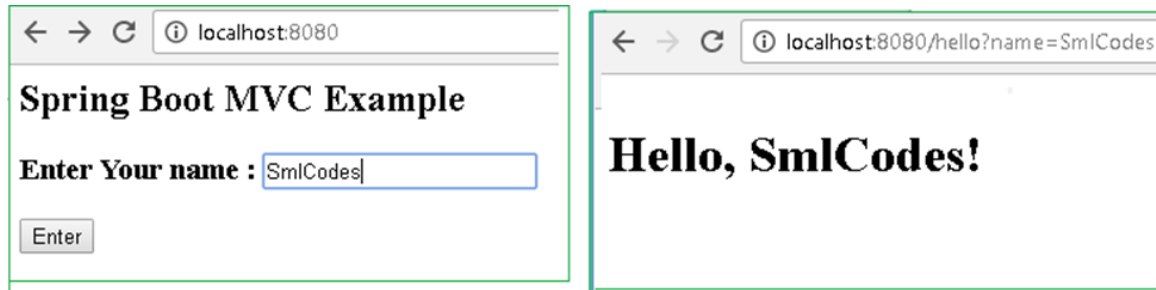 localhost:8080
Spring Boot MVC Example
Enter Your name : SmlCodes
Enter
localhost:8080/hello?name=SmlCodes
Hello, SmlCodes!